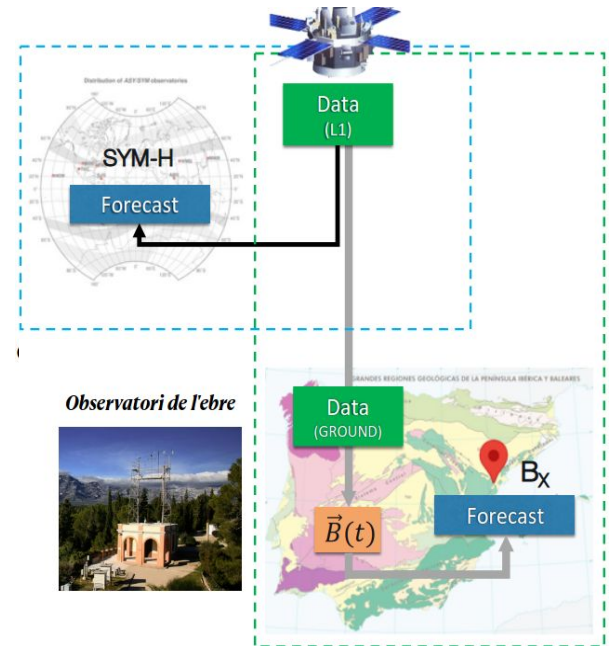 Distribution of ASY/SYM observatories
Data
(L1)
SYM-H
Forecast
GRANDES REGIONES GEOLÓGICAS DE LA PENÍNSULA IBÉRICA Y BALEARES
Observatori de l'ebre
Data
(GROUND)
Bx
Forecast
B(t)